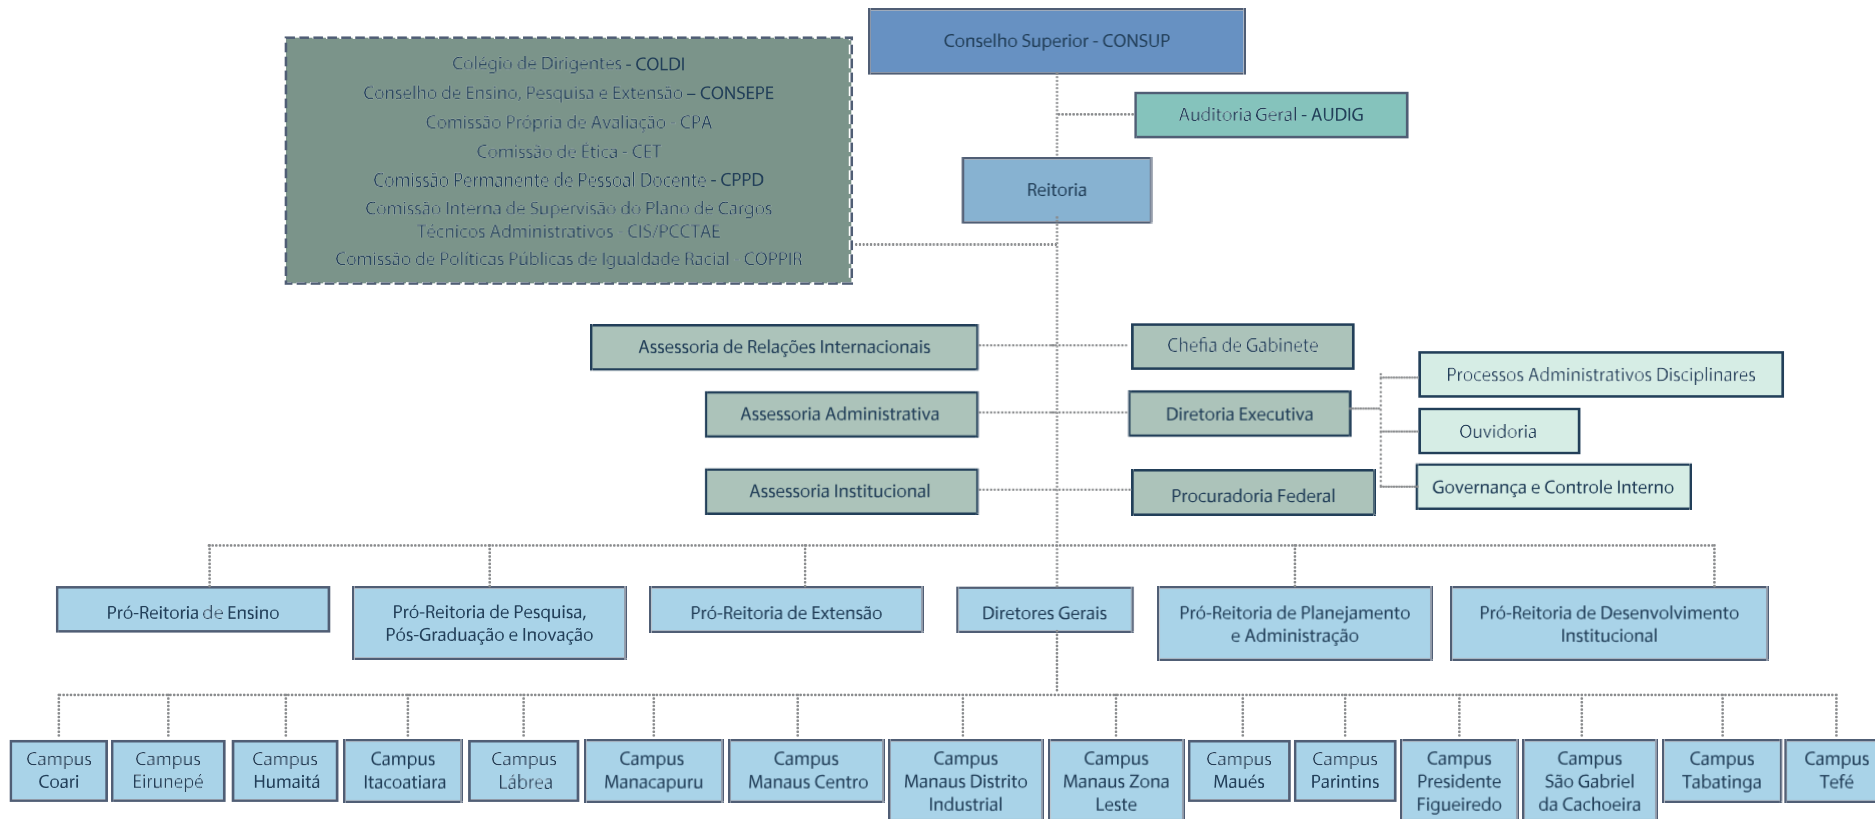 Conselho Superior - CONSUP
Colégio de Dirigentes - COLDI
Conselho de Ensino, Pesquisa e Extensão – CONSEPE
Comissão Própria de Avaliação - CPA
Comissão de Ética - CET
Comissão Permanente de Pessoal Docente - CPPD
Comissão Interna de Supervisão do Plano de Cargos
Técnicos Administrativos - CIS/PCCTAE
Comissão de Políticas Públicas de Igualdade Racial - COPPIR
Auditoria Geral - AUDIG
Reitoria
Assessoria de Relações Internacionais
Chefia de Gabinete
Processos Administrativos Disciplinares
Assessoria Administrativa
Diretoria Executiva
Ouvidoria
Assessoria Institucional
Procuradoria Federal
Governança e Controle Interno
Pró-Reitoria de Ensino
Pró-Reitoria de Pesquisa,
Pós-Graduação e Inovação
Pró-Reitoria de Extensão
Diretores Gerais
Pró-Reitoria de Planejamento
e Administração
Pró-Reitoria de Desenvolvimento
Institucional
Campus
Coari
Campus
Eirunepé
Campus
Humaitá
Campus
Itacoatiara
Campus
Lábrea
Campus
Manacapuru
Campus
Manaus Centro
Campus
Manaus Distrito
Industrial
Campus
Manaus Zona
Leste
Campus
Maués
Campus
Parintins
Campus
Presidente
Figueiredo
Campus
São Gabriel
da Cachoeira
Campus
Tabatinga
Campus
Tefé